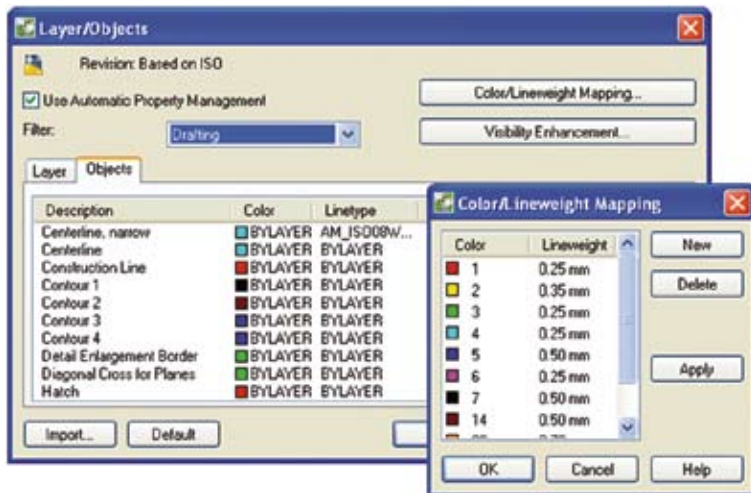 Layer/Objects
Revision: Based on ISO
Use Automatic Property Management
Color/Lineweight Mapping...
Filter:
Drafting
Visibility Enhancement...
Layer Objects
Description Color Linetype
Centerline, narrow BYLAYER AM_ISO08W...
Centerline BYLAYER BYLAYER
Construction Line BYLAYER BYLAYER
Contour 1 BYLAYER BYLAYER
Contour 2 BYLAYER BYLAYER
Contour 3 BYLAYER BYLAYER
Contour 4 BYLAYER BYLAYER
Detail Enlargement Border BYLAYER BYLAYER
Diagonal Cross for Planes BYLAYER BYLAYER
Hatch BYLAYER BYLAYER
Import... Default
Color/Lineweight Mapping
Color Lineweight
New
1 0.25 mm
2 0.35 mm
Delete
3 0.25 mm
4 0.25 mm
5 0.50 mm
6 0.25 mm
Apply
7 0.50 mm
14 0.50 mm
OK Cancel Help